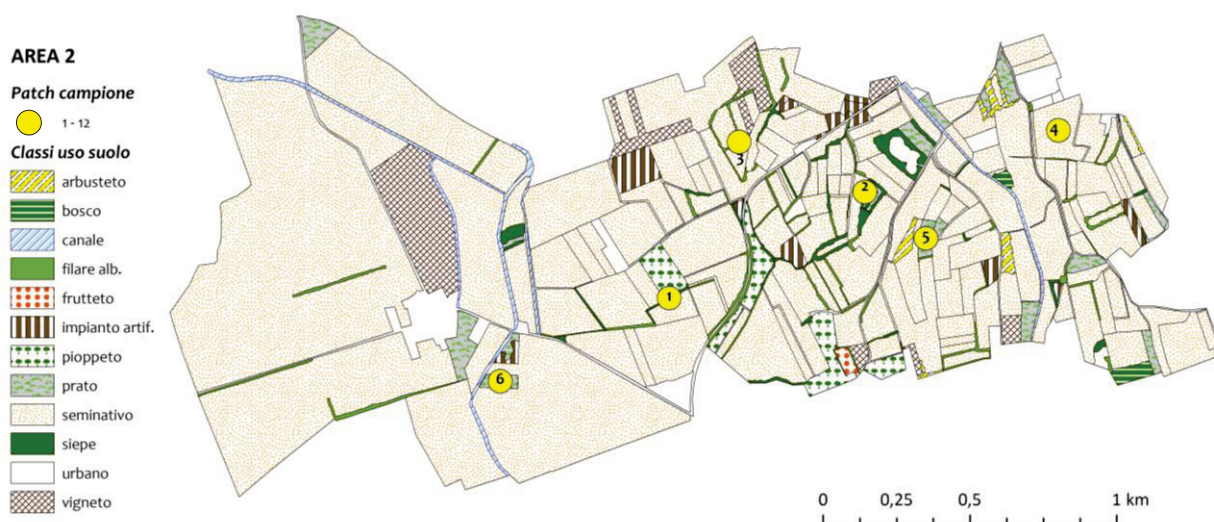 AREA 2
Patch campione
1 - 12
Classi uso suolo
arbusteto
bosco
canale
filare alb.
frutteto
impianto artif.
pioppeto
prato
seminativo
siepe
urbano
vigneto
3
4
2
5
1
6
0 0,25 0,5 1 km